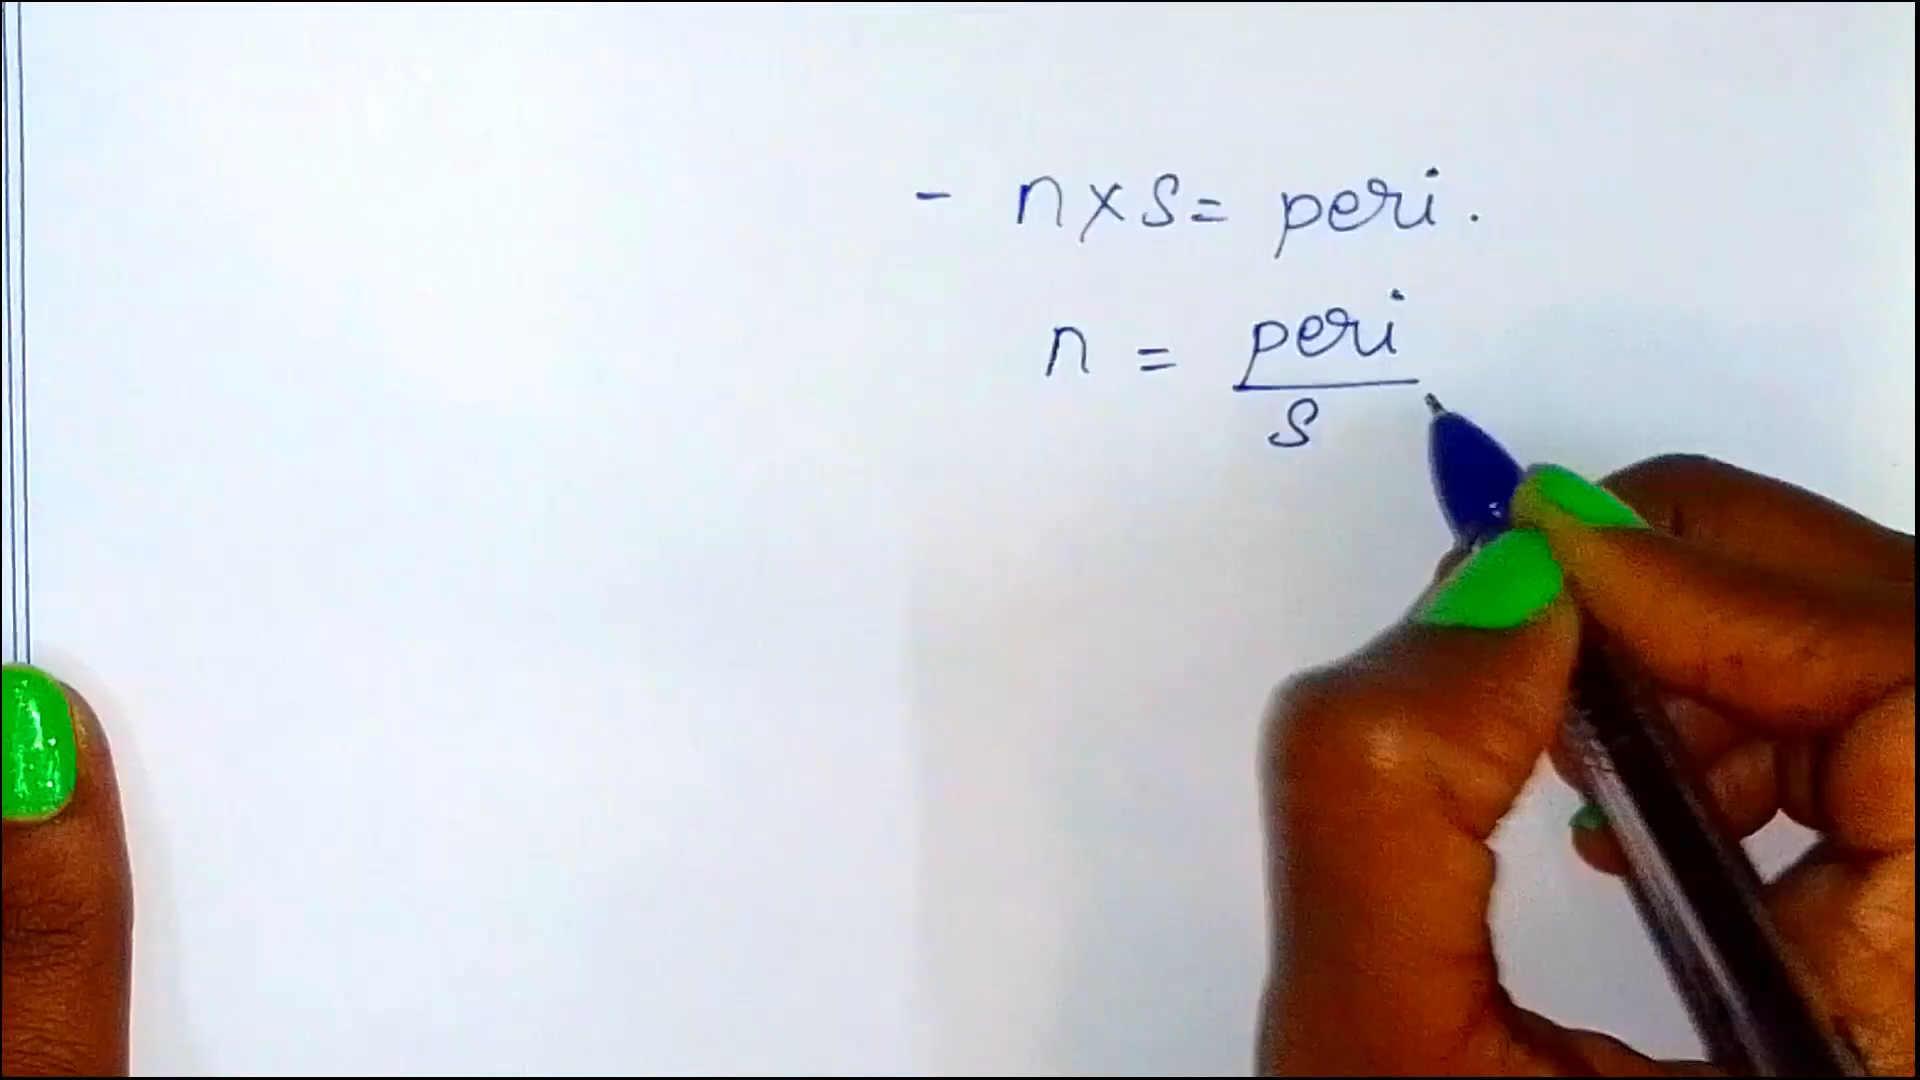 - n x s = peri.
n = peri / s